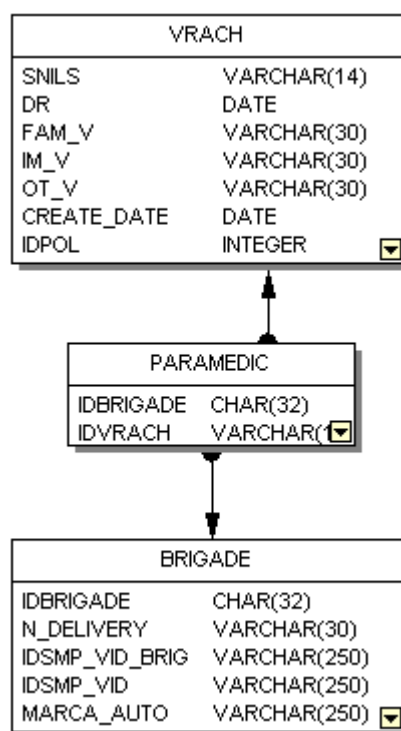 VRACH
SNILS VARCHAR(14)
DR DATE
FAM_V VARCHAR(30)
IM_V VARCHAR(30)
OT_V VARCHAR(30)
CREATE_DATE DATE
IDPOL INTEGER
PARAMEDIC
IDBRIGADE CHAR(32)
IDVRACH VARCHAR(1
BRIGADE
IDBRIGADE CHAR(32)
N_DELIVERY VARCHAR(30)
IDSMP_VID_BRIG VARCHAR(250)
IDSMP_VID VARCHAR(250)
MARCA_AUTO VARCHAR(250)